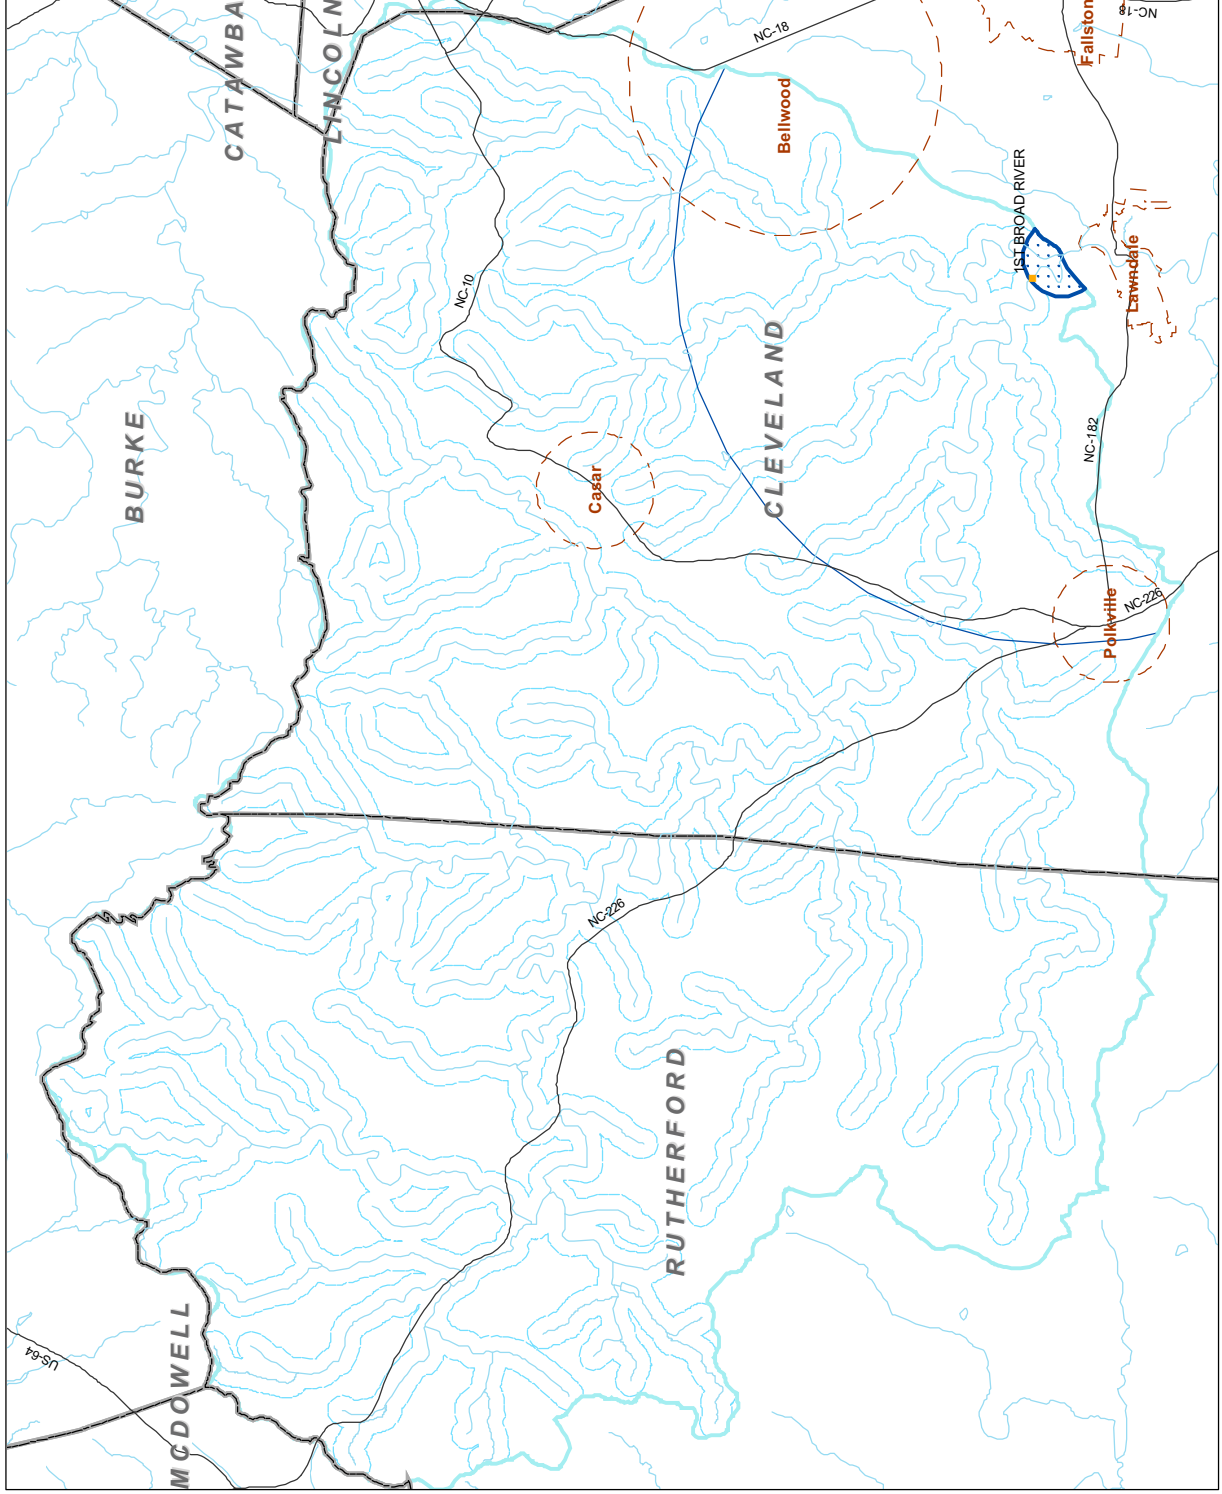 MCDOWELL
BURKE
CATAWBA
LINCOLN
US-64
NC-10
NC-18
NC-18
Fallston
Bellwood
Casar
CLEVELAND
1ST BROAD RIVER
Lawndale
NC-182
Polkville
NC-226
NC-226
RUTHERFORD